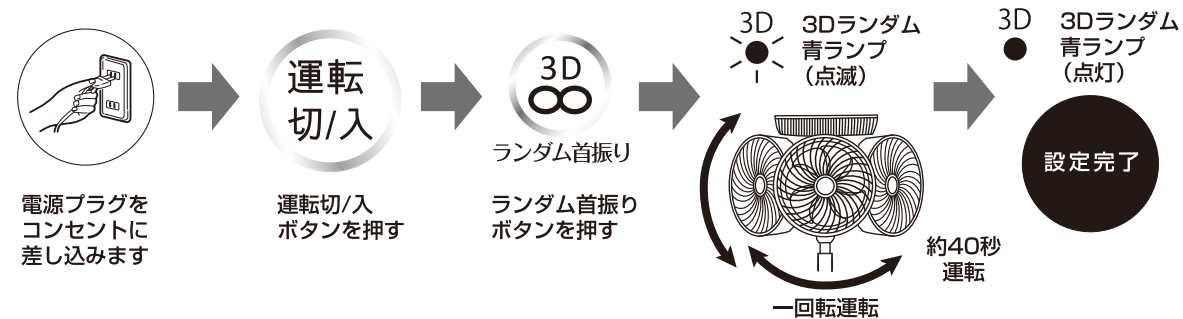 電源プラグを
コンセントに
差し込みます
運転
切/入
運転切/入
ボタンを押す
3D
ランダム首振り
ランダム首振り
ボタンを押す
3D
3Dランダム
青ランプ
(点滅)
約40秒
運転
一回転運転
3D
3Dランダム
青ランプ
(点灯)
設定完了